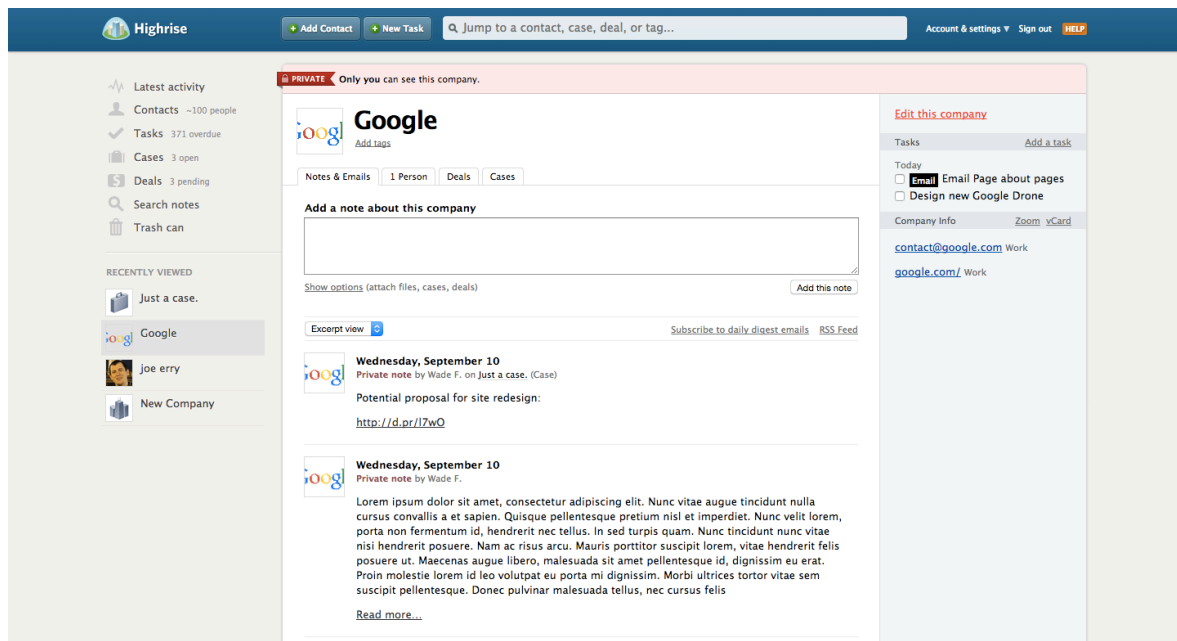 Highrise
Add Contact
New Task
Jump to a contact, case, deal, or tag...
Account & settings ▼ Sign out HELP
Latest activity
Contacts ~100 people
Tasks 371 overdue
Cases 3 open
Deals 3 pending
Search notes
Trash can
RECENTLY VIEWED
Just a case.
Google
joe erry
New Company
PRIVATE Only you can see this company.
Google
Add tags
Notes & Emails 1 Person Deals Cases
Add a note about this company
Show options (attach files, cases, deals) Add this note
Excerpt view Subscribe to daily digest emails RSS Feed
Wednesday, September 10
Private note by Wade F. on Just a case. (Case)
Potential proposal for site redesign:
http://d.pr/l7wO
Wednesday, September 10
Private note by Wade F.
Lorem ipsum dolor sit amet, consectetur adipiscing elit. Nunc vitae augue tincidunt nulla
cursus convallis a et sapien. Quisque pellentesque pretium nisl et imperdiet. Nunc velit lorem,
porta non fermentum id, hendrerit nec tellus. In sed turpis quam. Nunc tincidunt nunc vitae
nisi hendrerit posuere. Nam ac risus arcu. Mauris porttitor suscipit lorem, vitae hendrerit felis
posuere ut. Maecenas augue libero, malesuada sit amet pellentesque id, dignissim eu erat.
Proin molestie lorem id leo volutpat eu porta mi dignissim. Morbi ultrices tortor vitae sem
suscipit pellentesque. Donec pulvinar malesuada tellus, nec cursus felis
Read more...
Edit this company
Tasks Add a task
Today
Email Email Page about pages
Design new Google Drone
Company Info Zoom vCard
contact@google.com Work
google.com/ Work